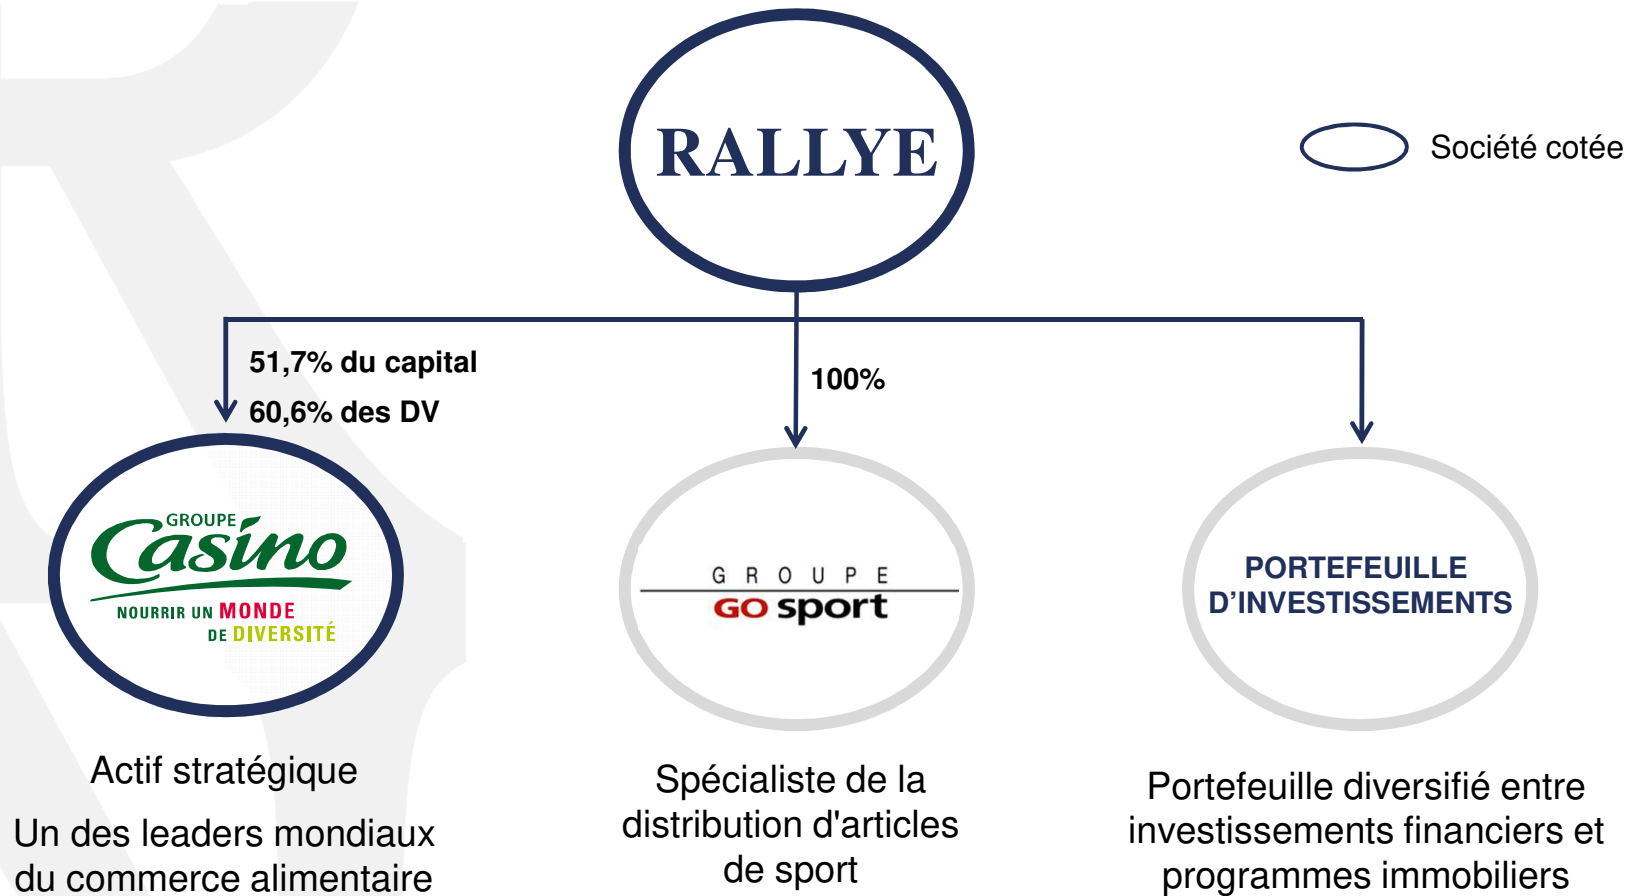 RALLYE
Société cotée
51,7% du capital
60,6% des DV
100%
GROUPE
Casino
NOURRIR UN MONDE
DE DIVERSITÉ
GROUPE
GO sport
PORTEFEUILLE
D’INVESTISSEMENTS
Actif stratégique
Un des leaders mondiaux
du commerce alimentaire
Spécialiste de la
distribution d'articles
de sport
Portefeuille diversifié entre
investissements financiers et
programmes immobiliers